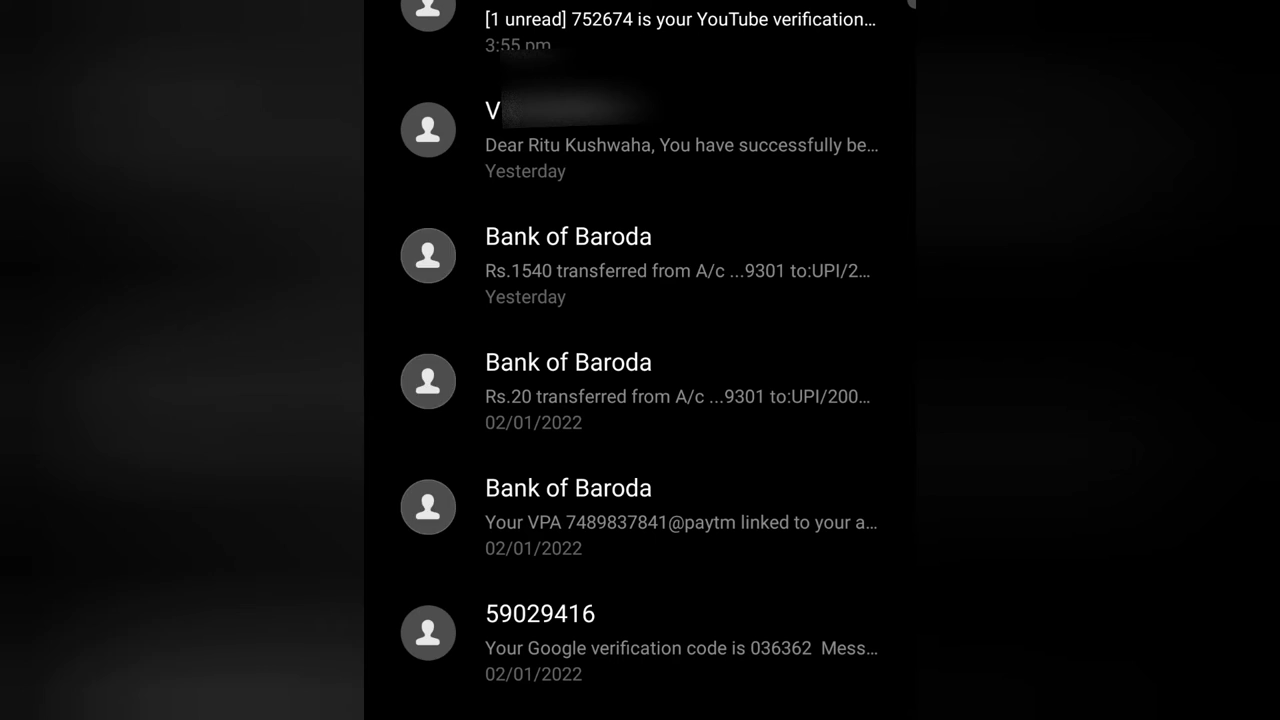 [1 unread] 752674 is your YouTube verification...
3:55 pm
V
Dear Ritu Kushwaha, You have successfully be...
Yesterday
Bank of Baroda
Rs.1540 transferred from A/c ...9301 to:UPI/2...
Yesterday
Bank of Baroda
Rs.20 transferred from A/c ...9301 to:UPI/200...
02/01/2022
Bank of Baroda
Your VPA 7489837841@paytm linked to your a...
02/01/2022
59029416
Your Google verification code is 036362  Mess...
02/01/2022